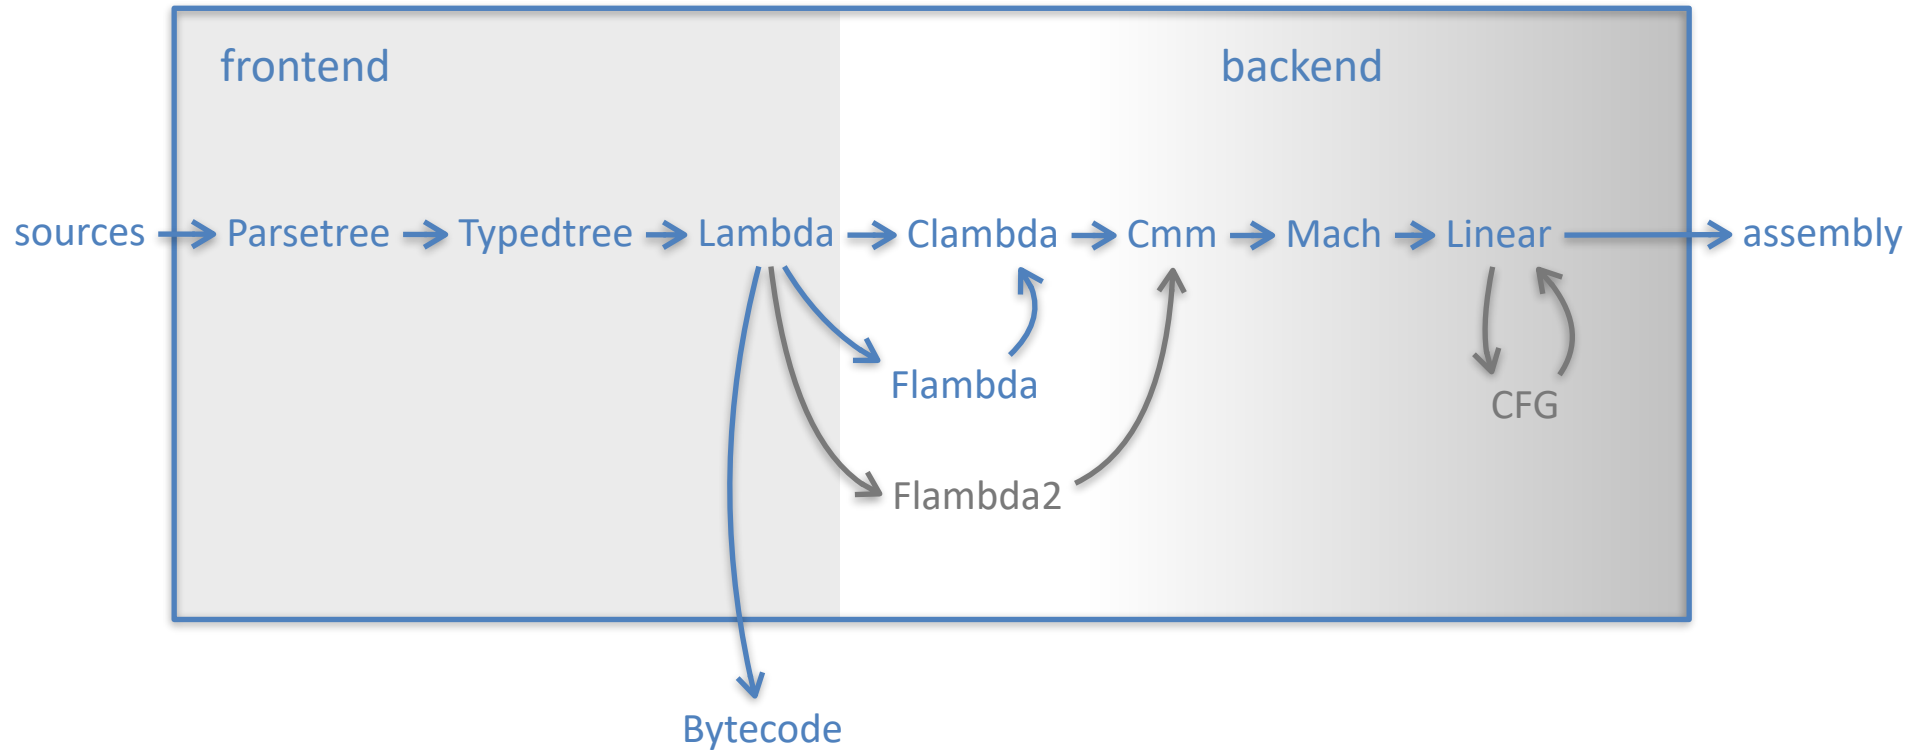 frontend
backend
sources
Parsetree
Typedtree
Lambda
Clambda
Cmm
Mach
Linear
assembly
Flambda
CFG
Flambda2
Bytecode